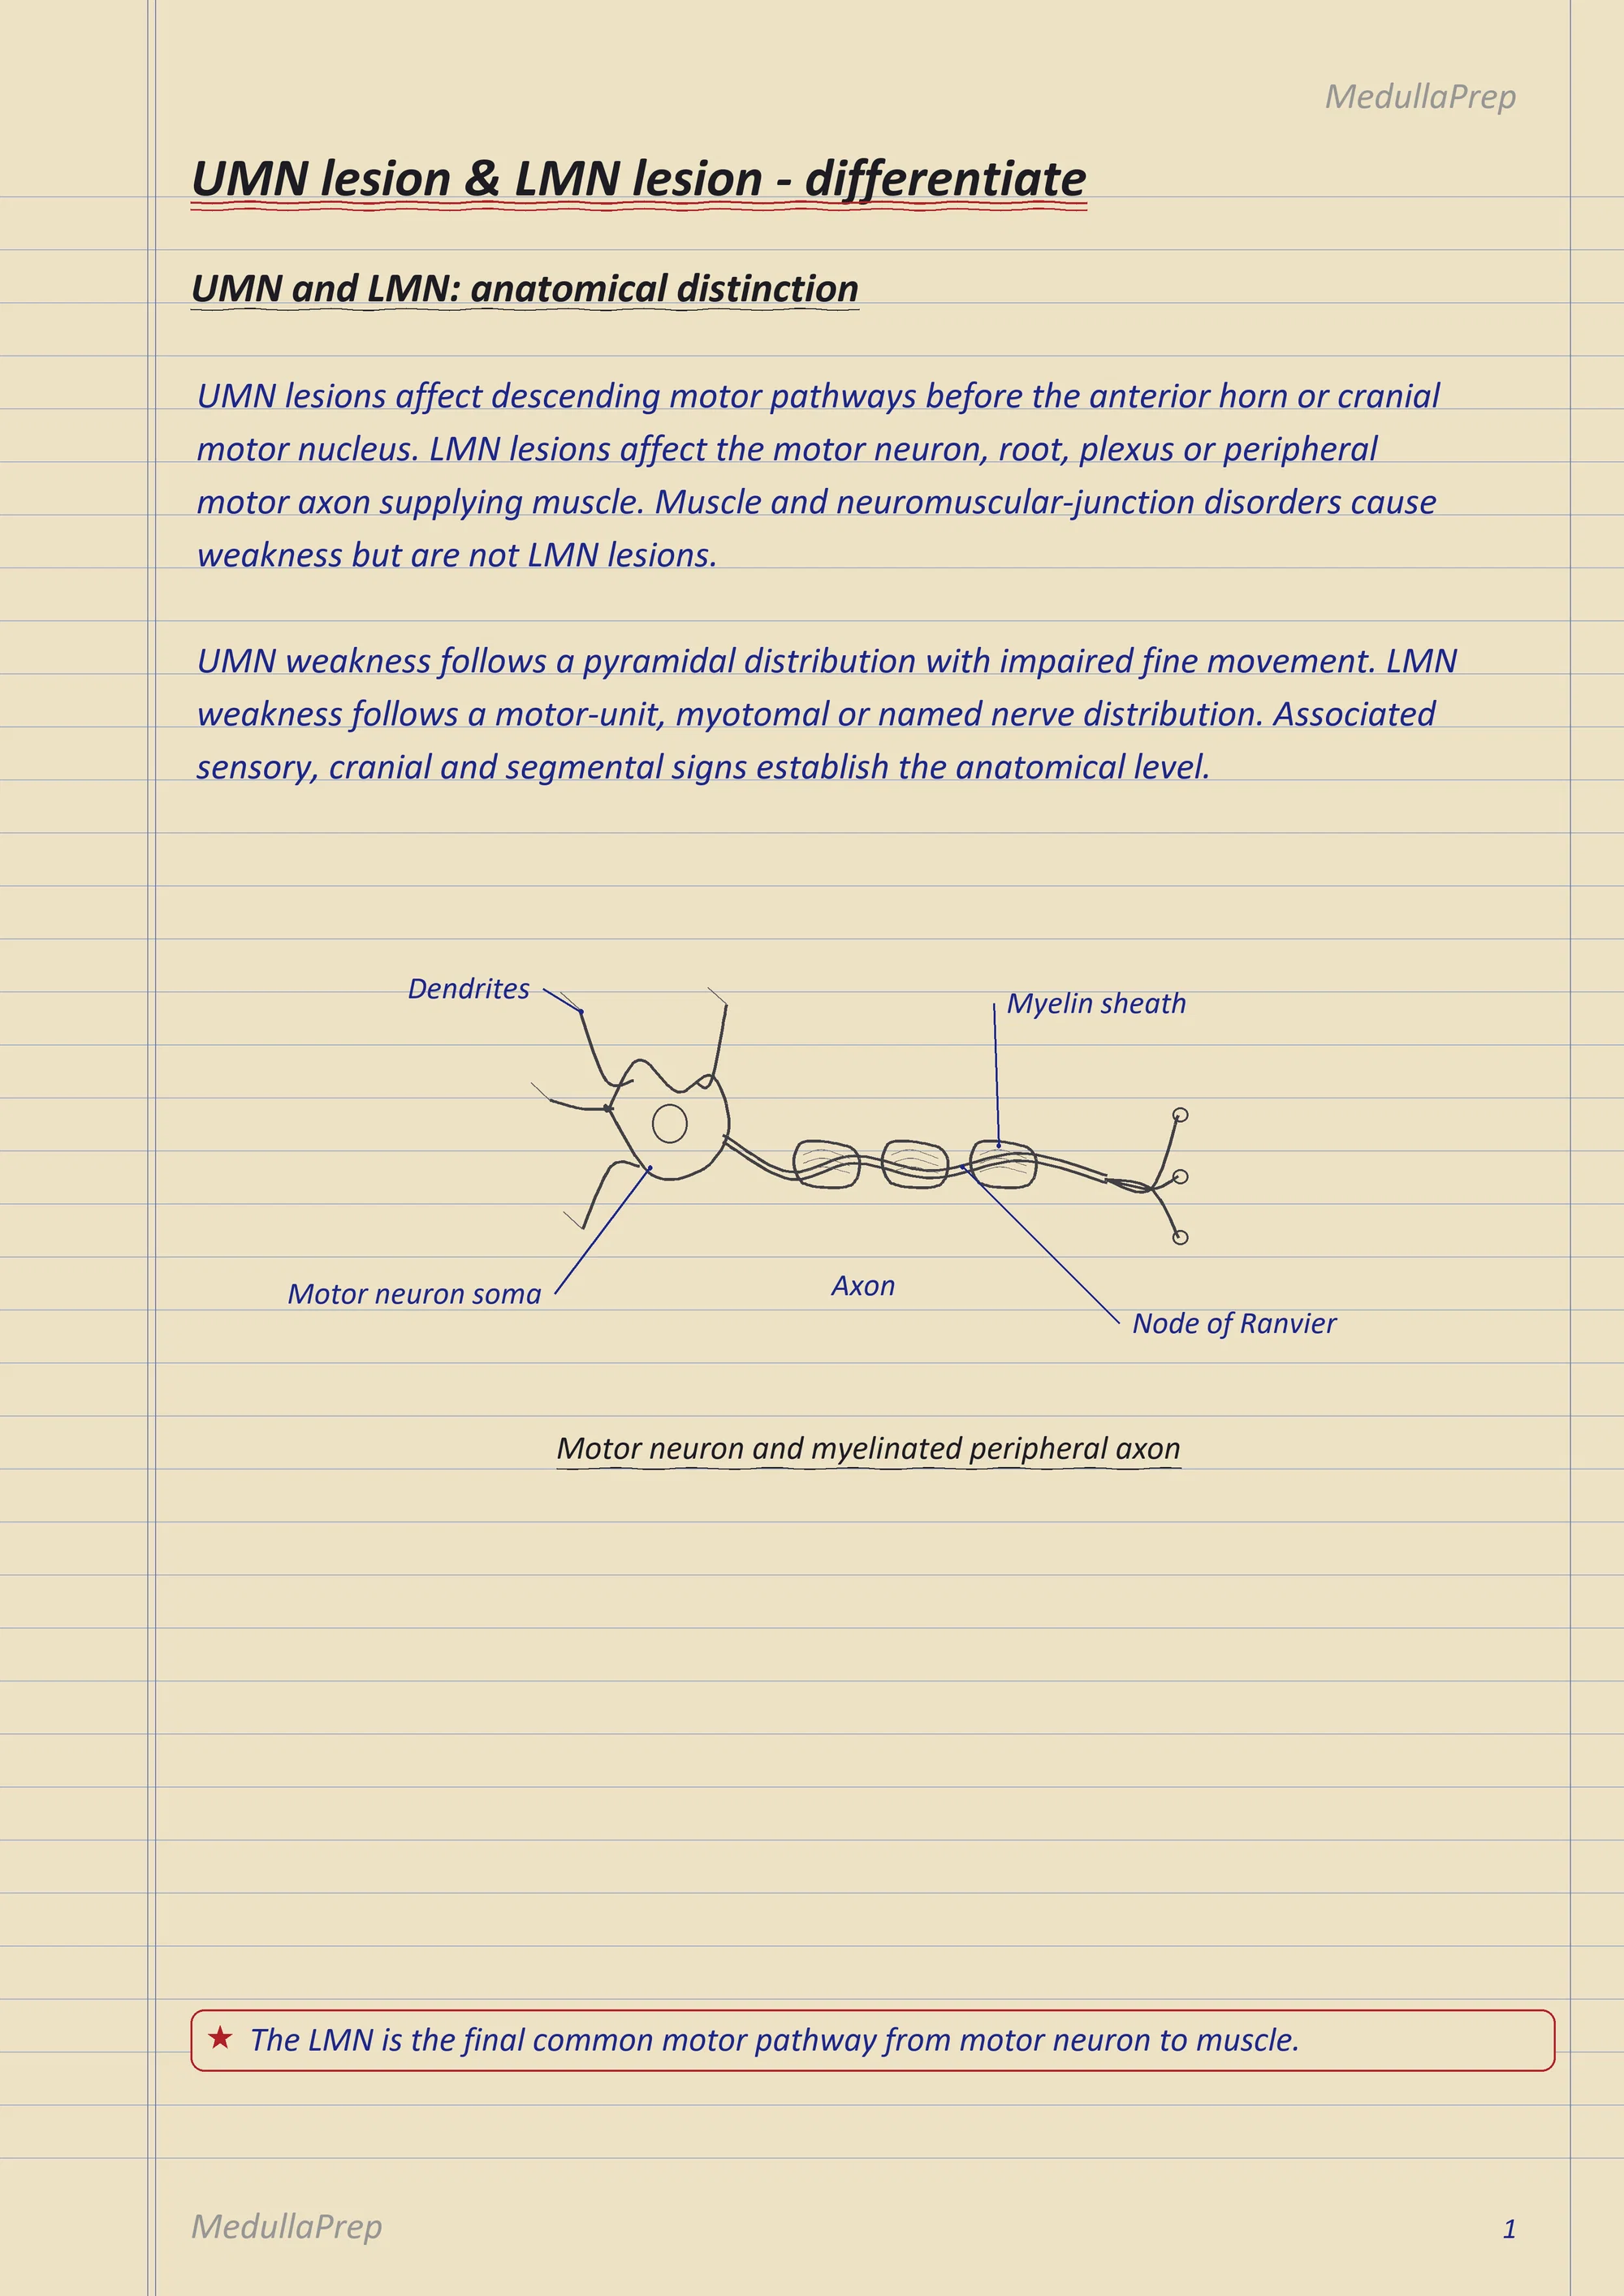 MedullaPrep
UMN lesion & LMN lesion - differentiate
UMN and LMN: anatomical distinction
UMN lesions affect descending motor pathways before the anterior horn or cranial
motor nucleus. LMN lesions affect the motor neuron, root, plexus or peripheral
motor axon supplying muscle. Muscle and neuromuscular-junction disorders cause
weakness but are not LMN lesions.
UMN weakness follows a pyramidal distribution with impaired fine movement. LMN
weakness follows a motor-unit, myotomal or named nerve distribution. Associated
sensory, cranial and segmental signs establish the anatomical level.
Dendrites
Myelin sheath
Motor neuron soma
Axon
Node of Ranvier
Motor neuron and myelinated peripheral axon
★ The LMN is the final common motor pathway from motor neuron to muscle.
MedullaPrep
1